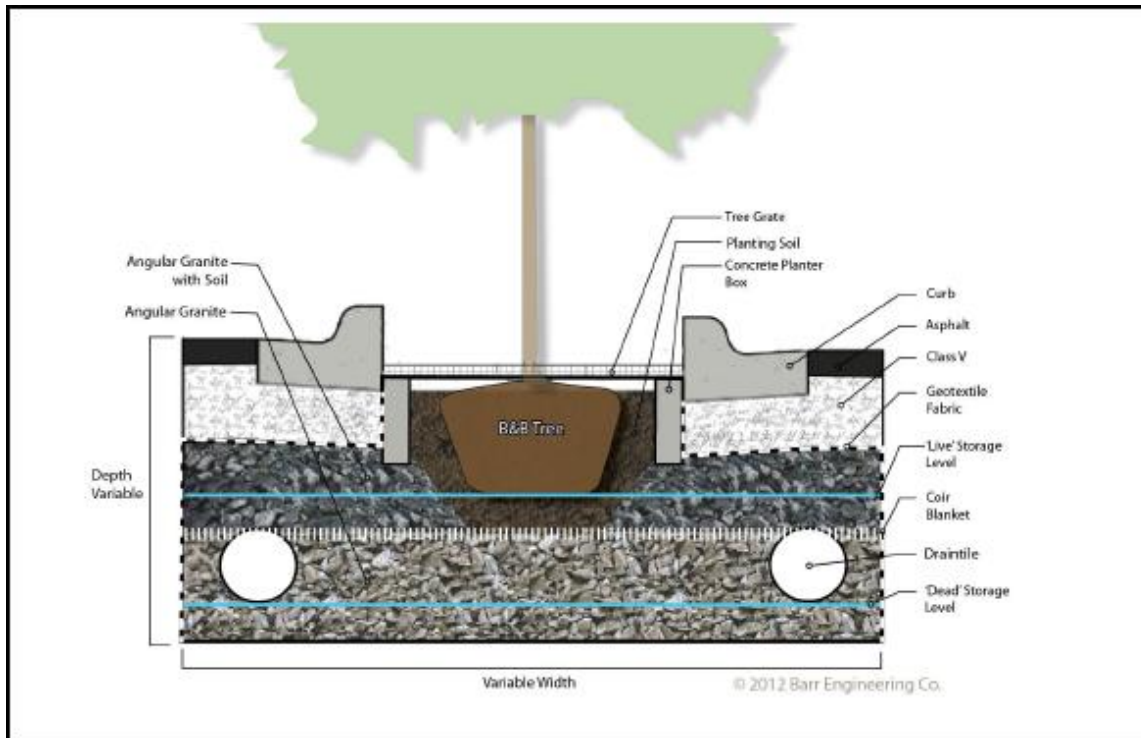 Tree Grate
Planting Soil
Concrete Planter
Box
Angular Granite
with Soil
Angular Granite
Curb
Asphalt
Class V
Geotextile
Fabric
B&B Tree
'Live' Storage
Level
Depth
Variable
Coir
Blanket
Draintile
'Dead' Storage
Level
Variable Width
© 2012 Barr Engineering Co.